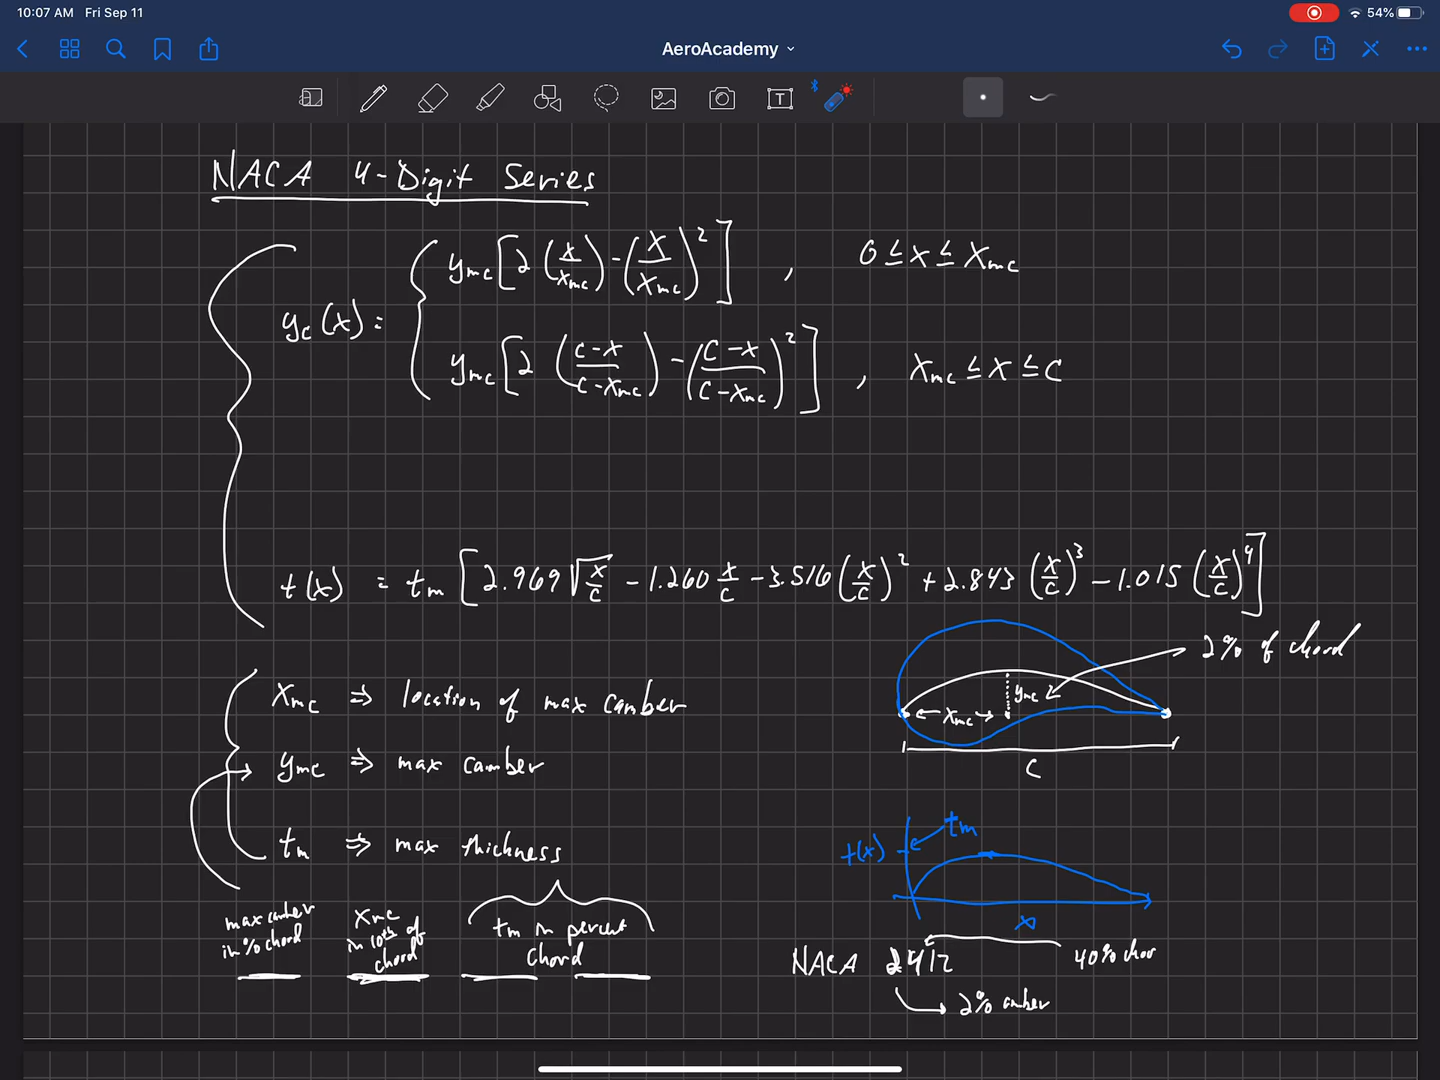 10:07 AM Fri Sep 11
54%
AeroAcademy
NACA 4-Digit Series
y_c(x) = { y_mc [2 (x/x_mc) - (x/x_mc)^2] , 0 ≤ x ≤ x_mc
y_mc [2 ((c-x)/(c-x_mc)) - ((c-x)/(c-x_mc))^2] , x_mc ≤ x ≤ c
t(x) = t_m [2.969 √(x/c) - 1.260 x/c - 3.516 (x/c)^2 + 2.843 (x/c)^3 - 1.015 (x/c)^4]
2% of chord
x_mc ⇒ location of max camber
y_mc
x_mc
c
y_mc ⇒ max camber
t_m ⇒ max thickness
t_m
t(x)
x
max camber
in % chord
x_mc
in 10ths of
chord
t_m in percent
chord
NACA 2412
40% chor
2% camber